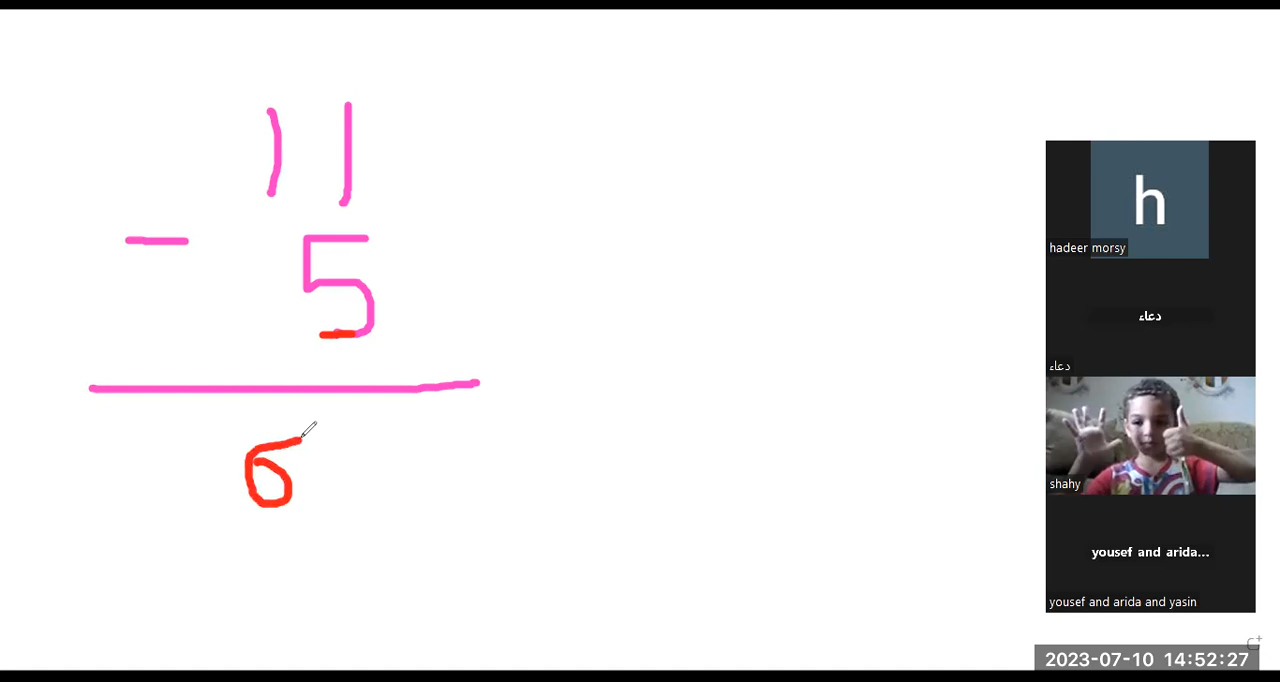 11
- 5
6
h
hadeer morsy
دعاء
دعاء
shahy
yousef and arida...
yousef and arida and yasin
2023-07-10 14:52:27